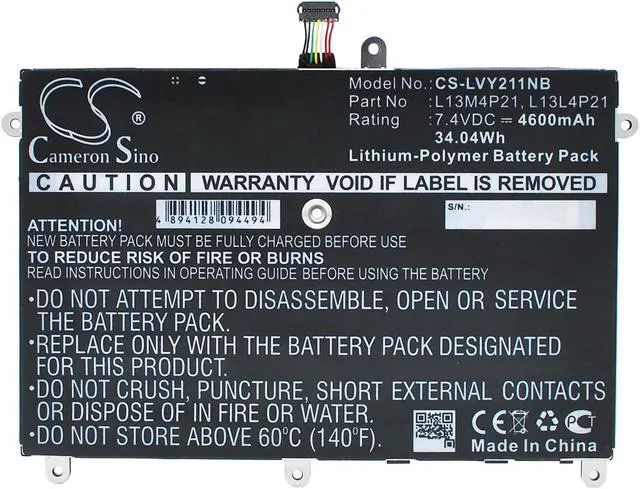 CS
®
Cameron Sino
Model No: CS-LVY211NB
Part No : L13M4P21, L13L4P21
Rating : 7.4VDC ⎓ 4600mAh
34.04Wh
Lithium-Polymer Battery Pack
CAUTION WARRANTY VOID IF LABEL IS REMOVED
4 894128 094494
S/N.:
ATTENTION!
NEW BATTERY PACK MUST BE FULLY CHARGED BEFORE USE
TO REDUCE RISK OF FIRE OR BURNS
READ INSTRUCTIONS IN OPERATING GUIDE BEFORE USING THE BATTERY
•DO NOT ATTEMPT TO DISASSEMBLE, OPEN OR SERVICE
THE BATTERY PACK.
•REPLACE ONLY WITH THE BATTERY PACK DESIGNATED
FOR THIS PRODUCT.
•DO NOT CRUSH, PUNCTURE, SHORT EXTERNAL CONTACTS
OR DISPOSE OF IN FIRE OR WATER.
•DO NOT STORE ABOVE 60°C (140°F)
CE
Made In China